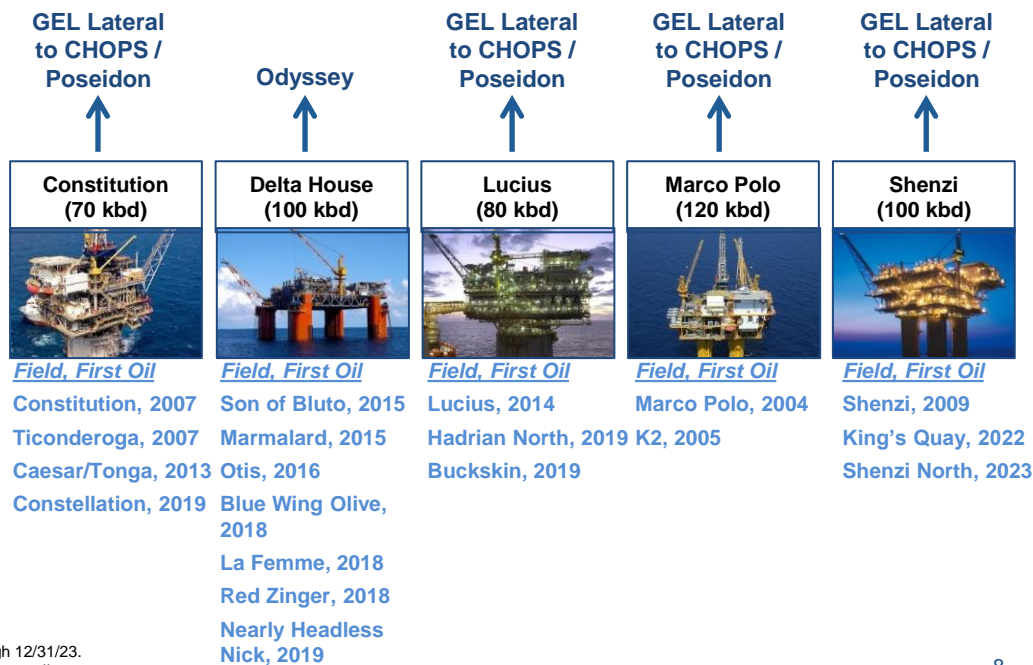 GEL Lateral
to CHOPS /
Poseidon
Odyssey
GEL Lateral
to CHOPS /
Poseidon
GEL Lateral
to CHOPS /
Poseidon
GEL Lateral
to CHOPS /
Poseidon
Constitution
(70 kbd)
Delta House
(100 kbd)
Lucius
(80 kbd)
Marco Polo
(120 kbd)
Shenzi
(100 kbd)
Field, First Oil
Constitution, 2007
Ticonderoga, 2007
Caesar/Tonga, 2013
Constellation, 2019
Field, First Oil
Son of Bluto, 2015
Marmalard, 2015
Otis, 2016
Blue Wing Olive,
2018
La Femme, 2018
Red Zinger, 2018
Nearly Headless
Nick, 2019
Field, First Oil
Lucius, 2014
Hadrian North, 2019
Buckskin, 2019
Field, First Oil
Marco Polo, 2004
K2, 2005
Field, First Oil
Shenzi, 2009
King's Quay, 2022
Shenzi North, 2023
gh 12/31/23.